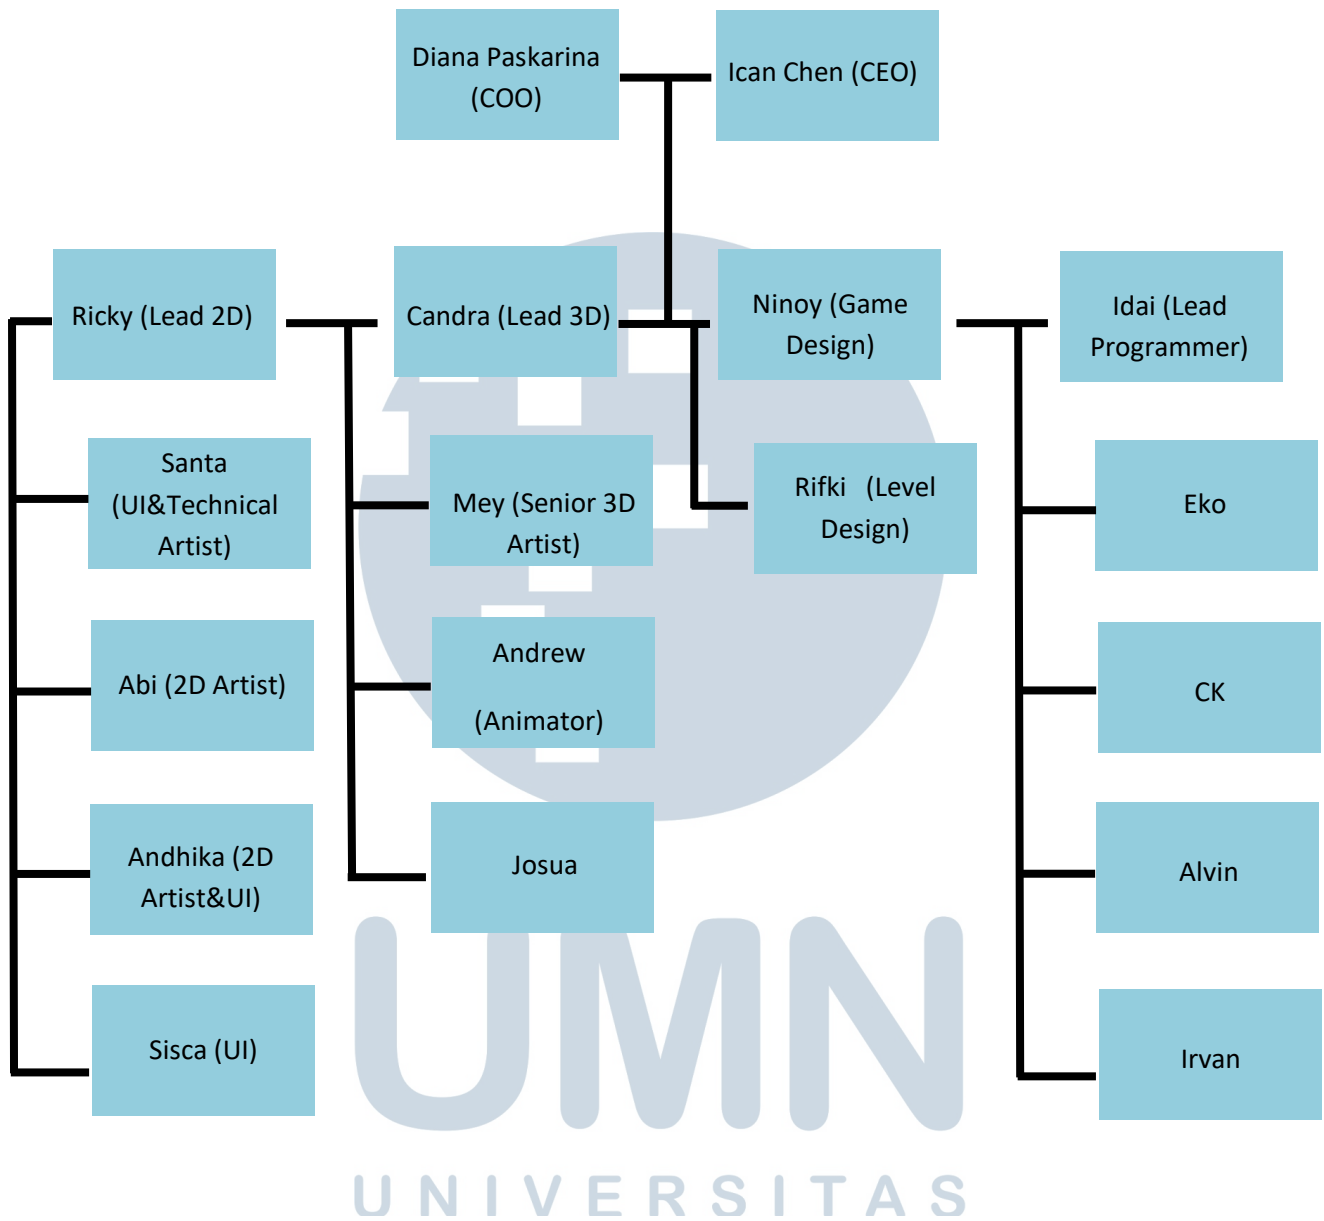 Diana Paskarina
(COO)
Ican Chen (CEO)
Ricky (Lead 2D)
Candra (Lead 3D)
Ninoy (Game
Design)
Idai (Lead
Programmer)
Santa
(UI&Technical
Artist)
Mey (Senior 3D
Artist)
Rifki (Level
Design)
Eko
Abi (2D Artist)
Andrew
(Animator)
CK
Andhika (2D
Artist&UI)
Josua
Alvin
Sisca (UI)
Irvan
UMN
UNIVERSITAS